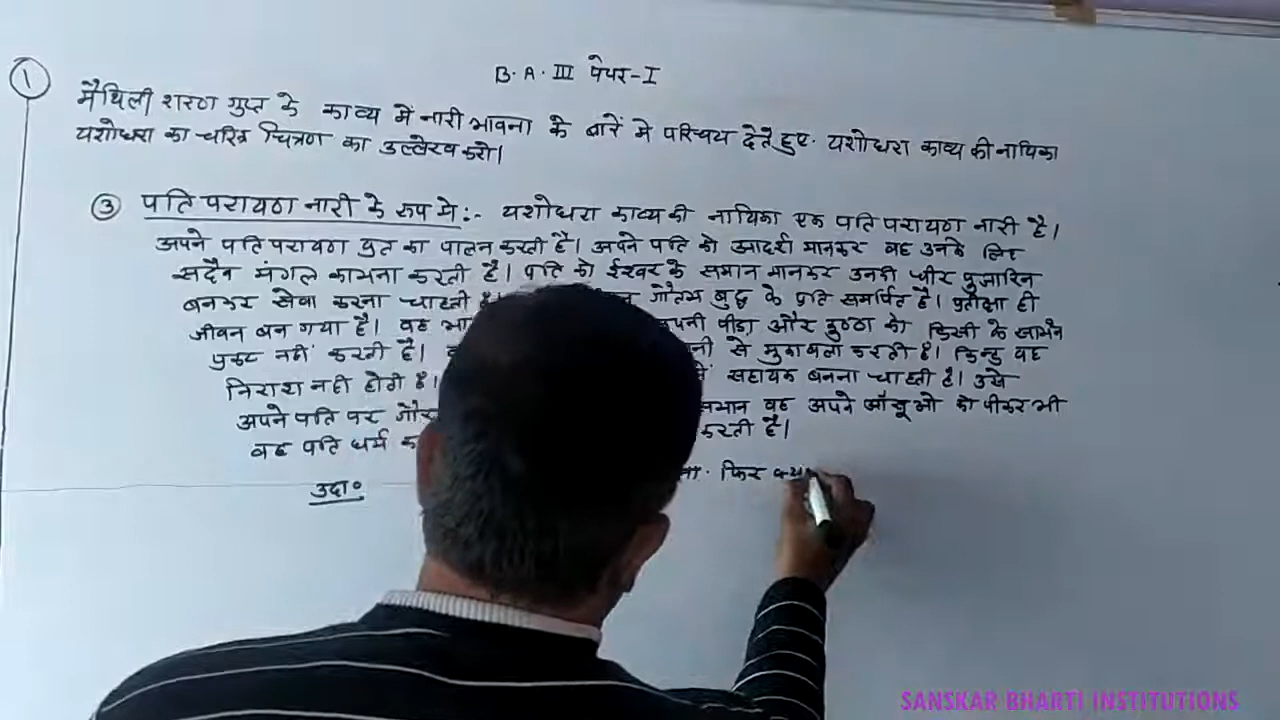 ①
B.A.III पेपर-I
मैथिली शरण गुप्त के काव्य में नारी भावना के बारें मे परिचय देते हुए. यशोधरा काव्य की नायिका
यशोधरा का चरित्र चित्रण का उल्लेख करो।
③ पति परायण नारी के रुप मे:- यशोधरा काव्य की नायिका एक पति परायण नारी है।
अपने पति परायण व्रत का पालन करती है। अपने पति को आदर्श मानकर वह उनके लिए
सदैव मंगल कामना करती है। पति को ईश्वर के समान मानकर उनकी चीर पुजारिन
बनकर सेवा करना चाहती गौतम बुद्ध के प्रति समर्पित है। प्रतीक्षा ही
जीवन बन गया है। वह पीड़ा और कुण्ठा को किसी के सामने
प्रकट नहीं करती है। से मुकाबला करती है। किन्तु वह
निराश नही होती है। सहायक बनना चाहती है। उसे
अपने पति पर वह अपने आँसूओ को पीकर भी
वह पति धर्म करती है।
उदा० फिर
SANSKAR BHARTI INSTITUTIONS